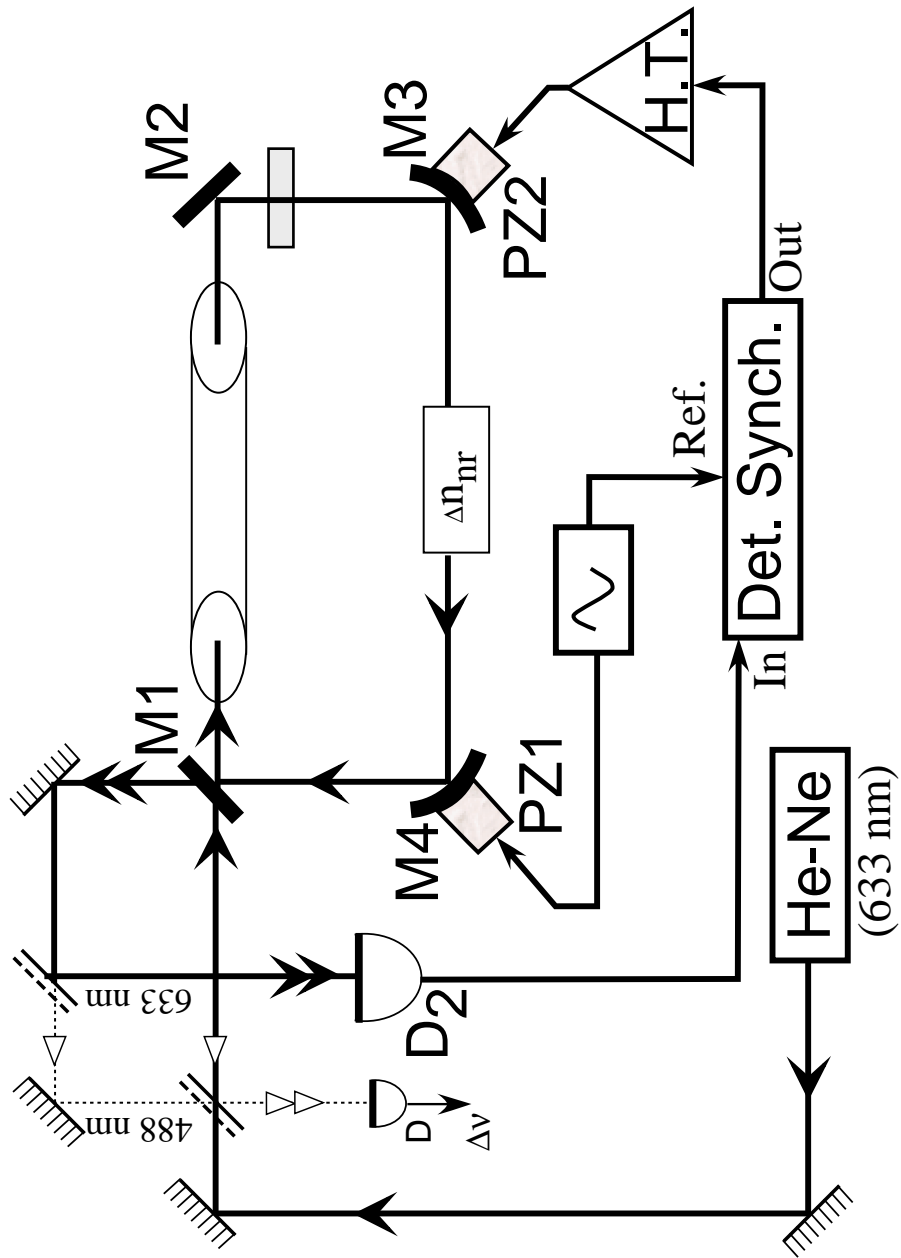 M2
M1
M3
PZ2
H.T.
Δn_nr
M4
PZ1
Ref.
Out
Det. Synch.
In
He-Ne
(633 nm)
633 nm
488 nm
D2
D
Δν